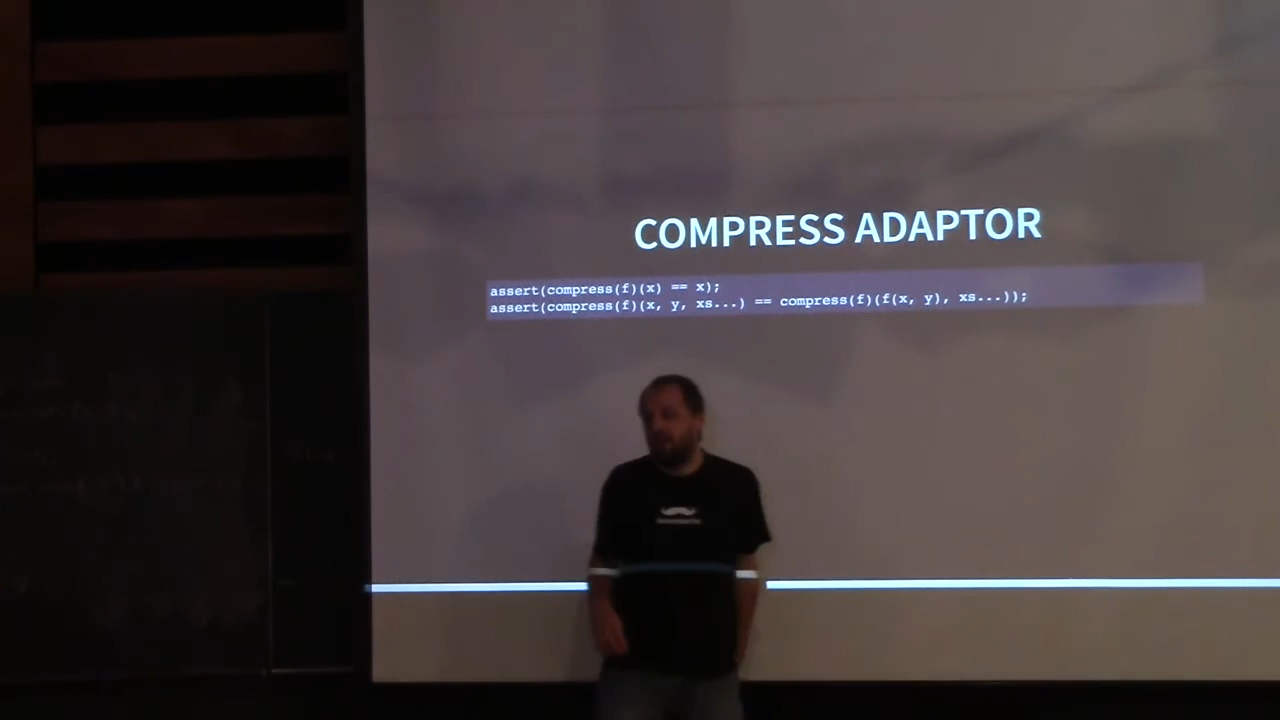 COMPRESS ADAPTOR
assert(compress(f)(x) == x);
assert(compress(f)(x, y, xs...) == compress(f)(f(x, y), xs...));